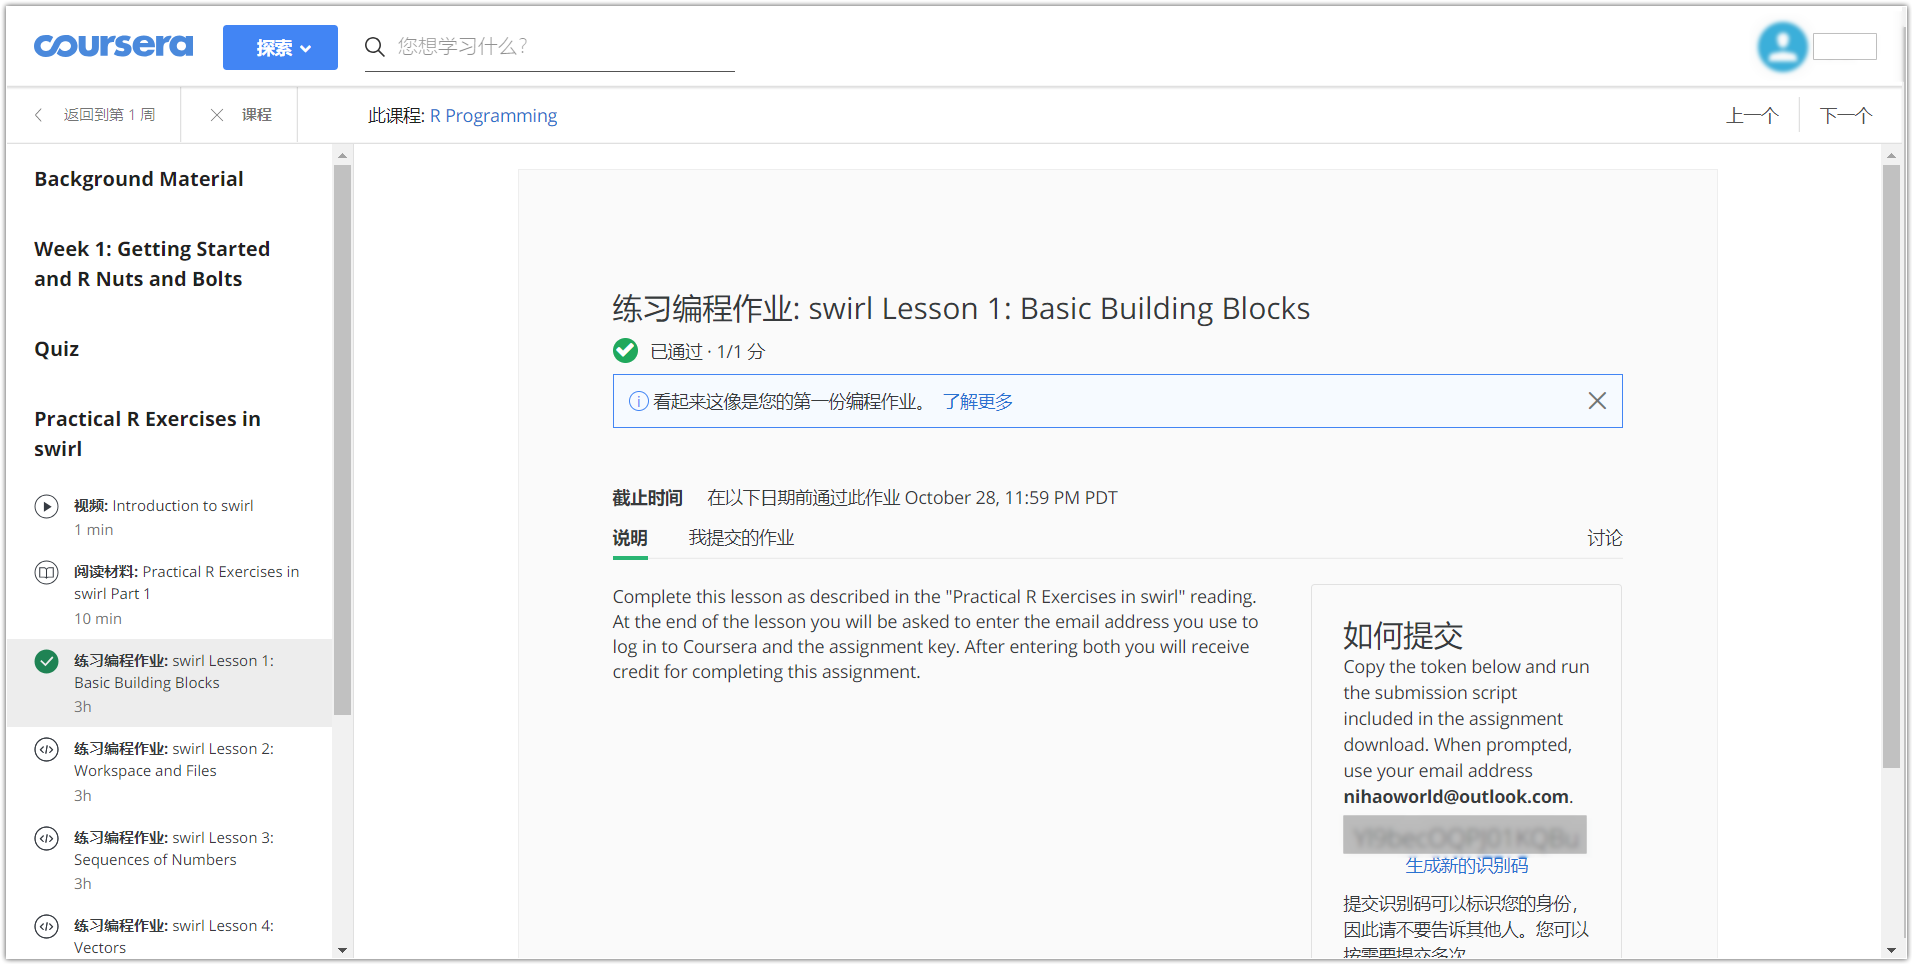 coursera
探索
您想学习什么？
返回到第 1 周
课程
此课程: R Programming
上一个
下一个
Background Material
Week 1: Getting Started
and R Nuts and Bolts
Quiz
Practical R Exercises in
swirl
视频: Introduction to swirl
1 min
阅读材料: Practical R Exercises in
swirl Part 1
10 min
练习编程作业: swirl Lesson 1:
Basic Building Blocks
3h
练习编程作业: swirl Lesson 2:
Workspace and Files
3h
练习编程作业: swirl Lesson 3:
Sequences of Numbers
3h
练习编程作业: swirl Lesson 4:
Vectors
练习编程作业: swirl Lesson 1: Basic Building Blocks
已通过 · 1/1 分
看起来这像是您的第一份编程作业。 了解更多
截止时间 在以下日期前通过此作业 October 28, 11:59 PM PDT
说明 我提交的作业 讨论
Complete this lesson as described in the "Practical R Exercises in swirl" reading.
At the end of the lesson you will be asked to enter the email address you use to
log in to Coursera and the assignment key. After entering both you will receive
credit for completing this assignment.
如何提交
Copy the token below and run
the submission script
included in the assignment
download. When prompted,
use your email address
nihaoworld@outlook.com.
生成新的识别码
提交识别码可以标识您的身份，
因此请不要告诉其他人。您可以
按需要提交多次